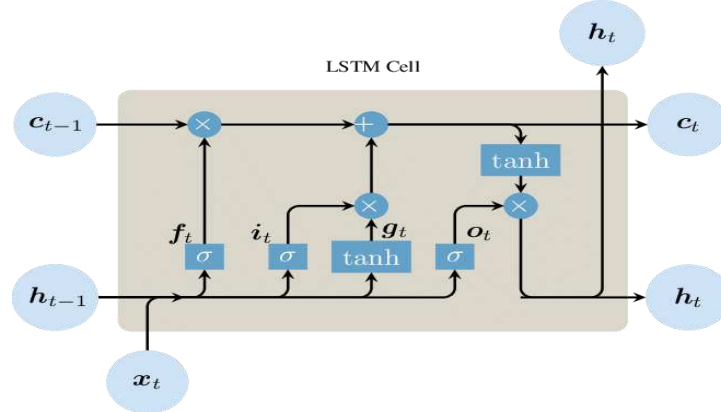 h_t
LSTM Cell
c_{t-1}
×
+
c_t
tanh
×
×
f_t
i_t
g_t
o_t
σ
σ
tanh
σ
h_{t-1}
h_t
x_t